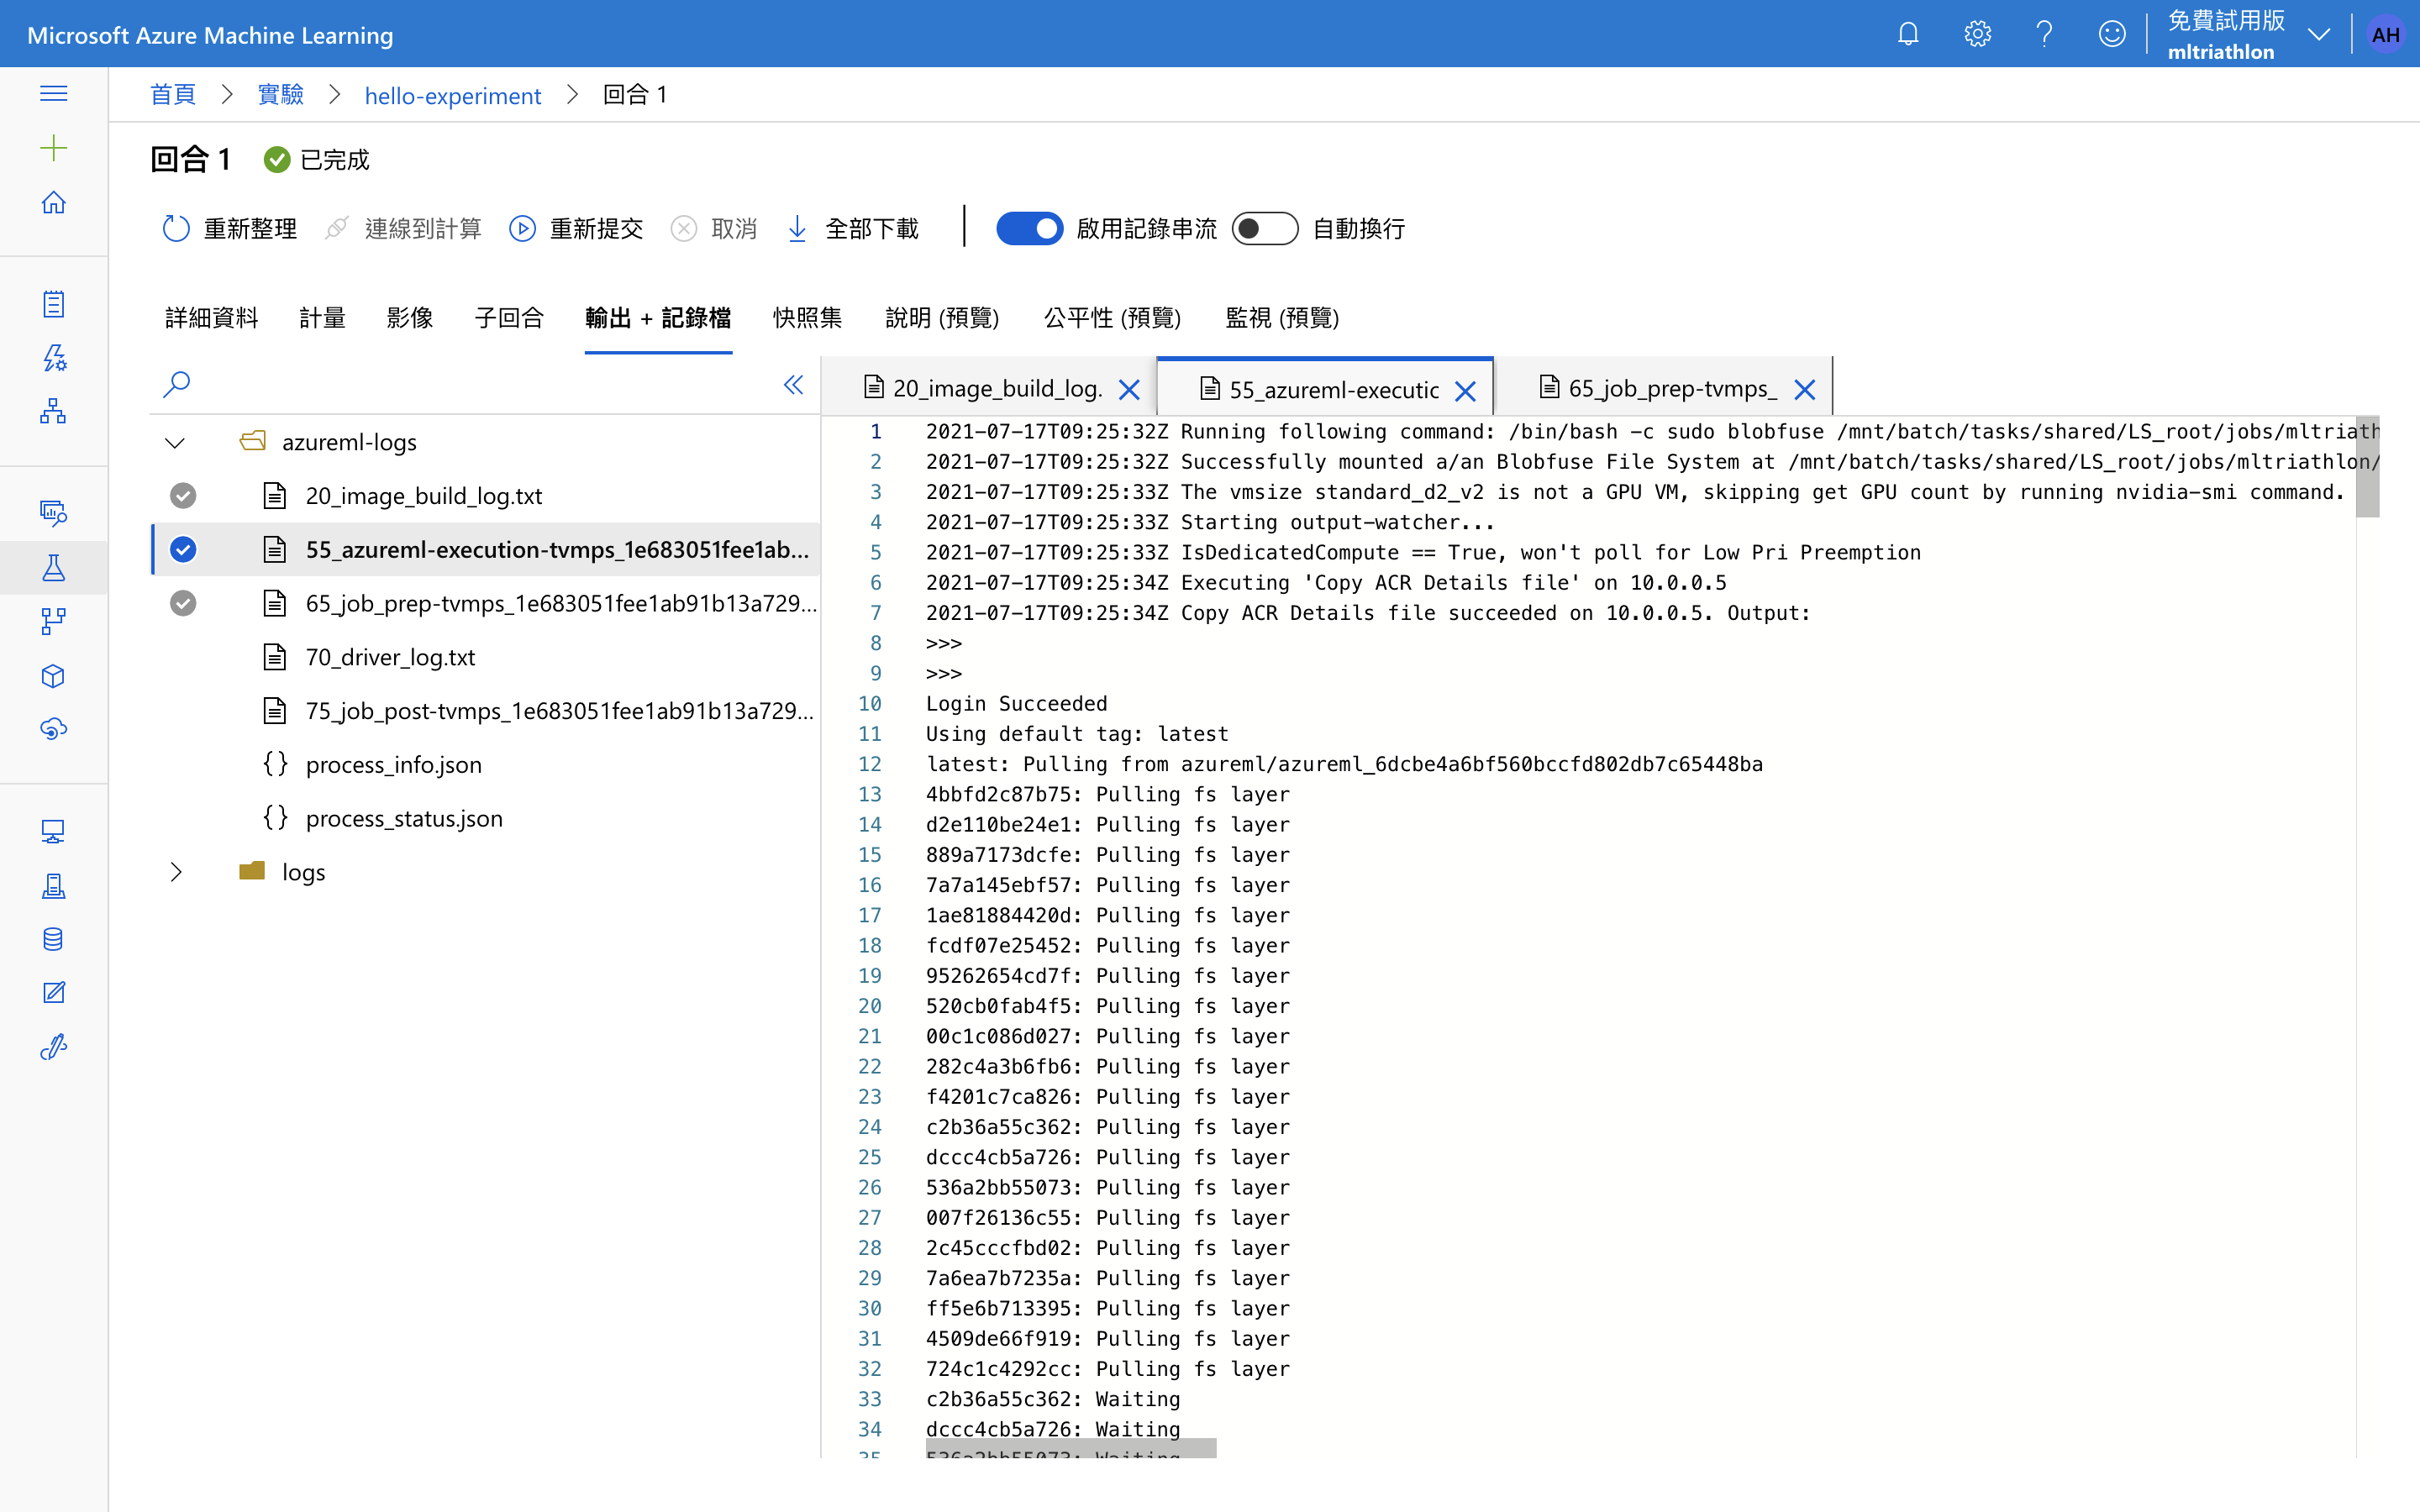 Microsoft Azure Machine Learning
免費試用版
mltriathlon
AH
首頁 > 實驗 > hello-experiment > 回合 1
回合 1 已完成
重新整理 連線到計算 重新提交 取消 全部下載 啟用記錄串流 自動換行
詳細資料 計量 影像 子回合 輸出 + 記錄檔 快照集 說明 (預覽) 公平性 (預覽) 監視 (預覽)
azureml-logs
20_image_build_log.txt
55_azureml-execution-tvmps_1e683051fee1ab...
65_job_prep-tvmps_1e683051fee1ab91b13a729...
70_driver_log.txt
75_job_post-tvmps_1e683051fee1ab91b13a729...
process_info.json
process_status.json
logs
20_image_build_log. 55_azureml-executic 65_job_prep-tvmps_
1 2021-07-17T09:25:32Z Running following command: /bin/bash -c sudo blobfuse /mnt/batch/tasks/shared/LS_root/jobs/mltriath
2 2021-07-17T09:25:32Z Successfully mounted a/an Blobfuse File System at /mnt/batch/tasks/shared/LS_root/jobs/mltriathlon/
3 2021-07-17T09:25:33Z The vmsize standard_d2_v2 is not a GPU VM, skipping get GPU count by running nvidia-smi command.
4 2021-07-17T09:25:33Z Starting output-watcher...
5 2021-07-17T09:25:33Z IsDedicatedCompute == True, won't poll for Low Pri Preemption
6 2021-07-17T09:25:34Z Executing 'Copy ACR Details file' on 10.0.0.5
7 2021-07-17T09:25:34Z Copy ACR Details file succeeded on 10.0.0.5. Output:
8 >>>
9 >>>
10 Login Succeeded
11 Using default tag: latest
12 latest: Pulling from azureml/azureml_6dcbe4a6bf560bccfd802db7c65448ba
13 4bbfd2c87b75: Pulling fs layer
14 d2e110be24e1: Pulling fs layer
15 889a7173dcfe: Pulling fs layer
16 7a7a145ebf57: Pulling fs layer
17 1ae81884420d: Pulling fs layer
18 fcdf07e25452: Pulling fs layer
19 95262654cd7f: Pulling fs layer
20 520cb0fab4f5: Pulling fs layer
21 00c1c086d027: Pulling fs layer
22 282c4a3b6fb6: Pulling fs layer
23 f4201c7ca826: Pulling fs layer
24 c2b36a55c362: Pulling fs layer
25 dccc4cb5a726: Pulling fs layer
26 536a2bb55073: Pulling fs layer
27 007f26136c55: Pulling fs layer
28 2c45cccfbd02: Pulling fs layer
29 7a6ea7b7235a: Pulling fs layer
30 ff5e6b713395: Pulling fs layer
31 4509de66f919: Pulling fs layer
32 724c1c4292cc: Pulling fs layer
33 c2b36a55c362: Waiting
34 dccc4cb5a726: Waiting
35 536a2bb55073: Waiting